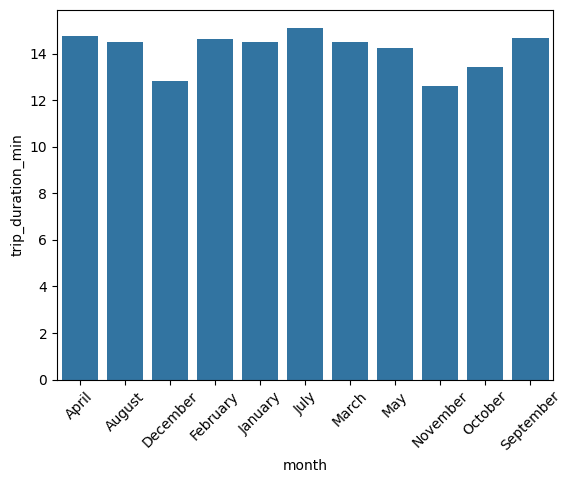 trip_duration_min
14
12
10
8
6
4
2
0
April
August
December
February
January
July
March
May
November
October
September
month